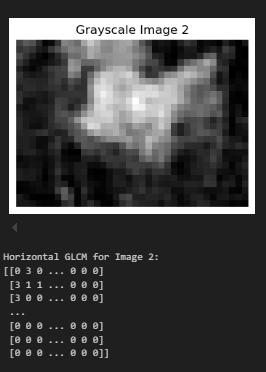 Grayscale Image 2
Horizontal GLCM for Image 2:
[[0 3 0 ... 0 0 0]
 [3 1 1 ... 0 0 0]
 [3 0 0 ... 0 0 0]
 ...
 [0 0 0 ... 0 0 0]
 [0 0 0 ... 0 0 0]
 [0 0 0 ... 0 0 0]]